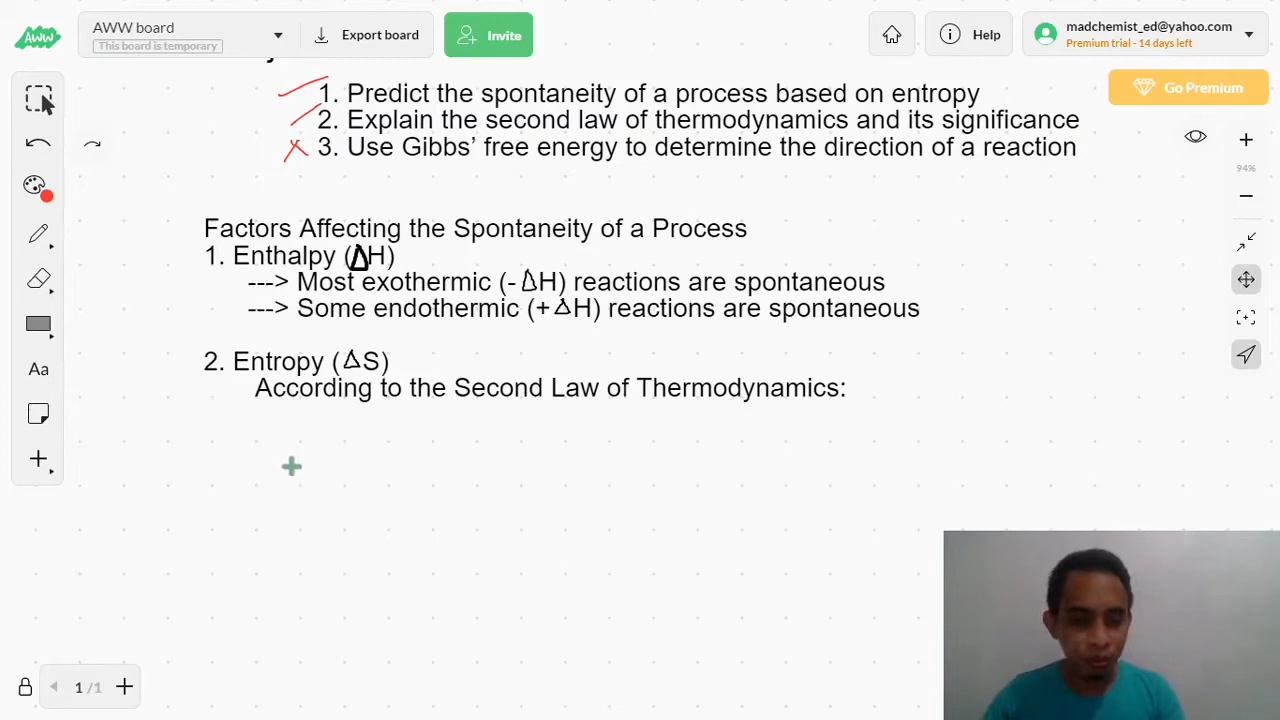 AWW
AWW board
This board is temporary
Export board
Invite
Help
madchemist_ed@yahoo.com
Premium trial - 14 days left
Go Premium
1. Predict the spontaneity of a process based on entropy
2. Explain the second law of thermodynamics and its significance
3. Use Gibbs’ free energy to determine the direction of a reaction
94%
Factors Affecting the Spontaneity of a Process
1. Enthalpy (ΔH)
---> Most exothermic (-ΔH) reactions are spontaneous
---> Some endothermic (+ΔH) reactions are spontaneous
2. Entropy (ΔS)
According to the Second Law of Thermodynamics:
Aa
1 /1